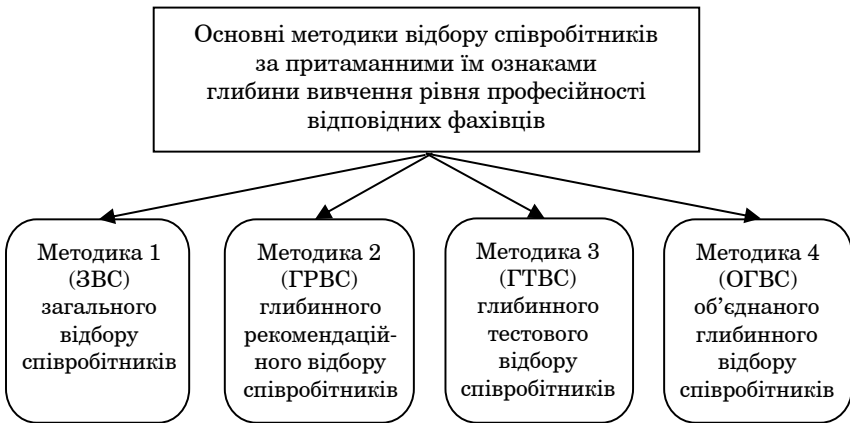 Основні методики відбору співробітників
за притаманними їм ознаками
глибини вивчення рівня професійності
відповідних фахівців
Методика 1
(ЗВС)
загального
відбору
співробітників
Методика 2
(ГРВС)
глибинного
рекомендацій-
ного відбору
співробітників
Методика 3
(ГТВС)
глибинного
тестового
відбору
співробітників
Методика 4
(ОГВС)
об’єднаного
глибинного
відбору
співробітників